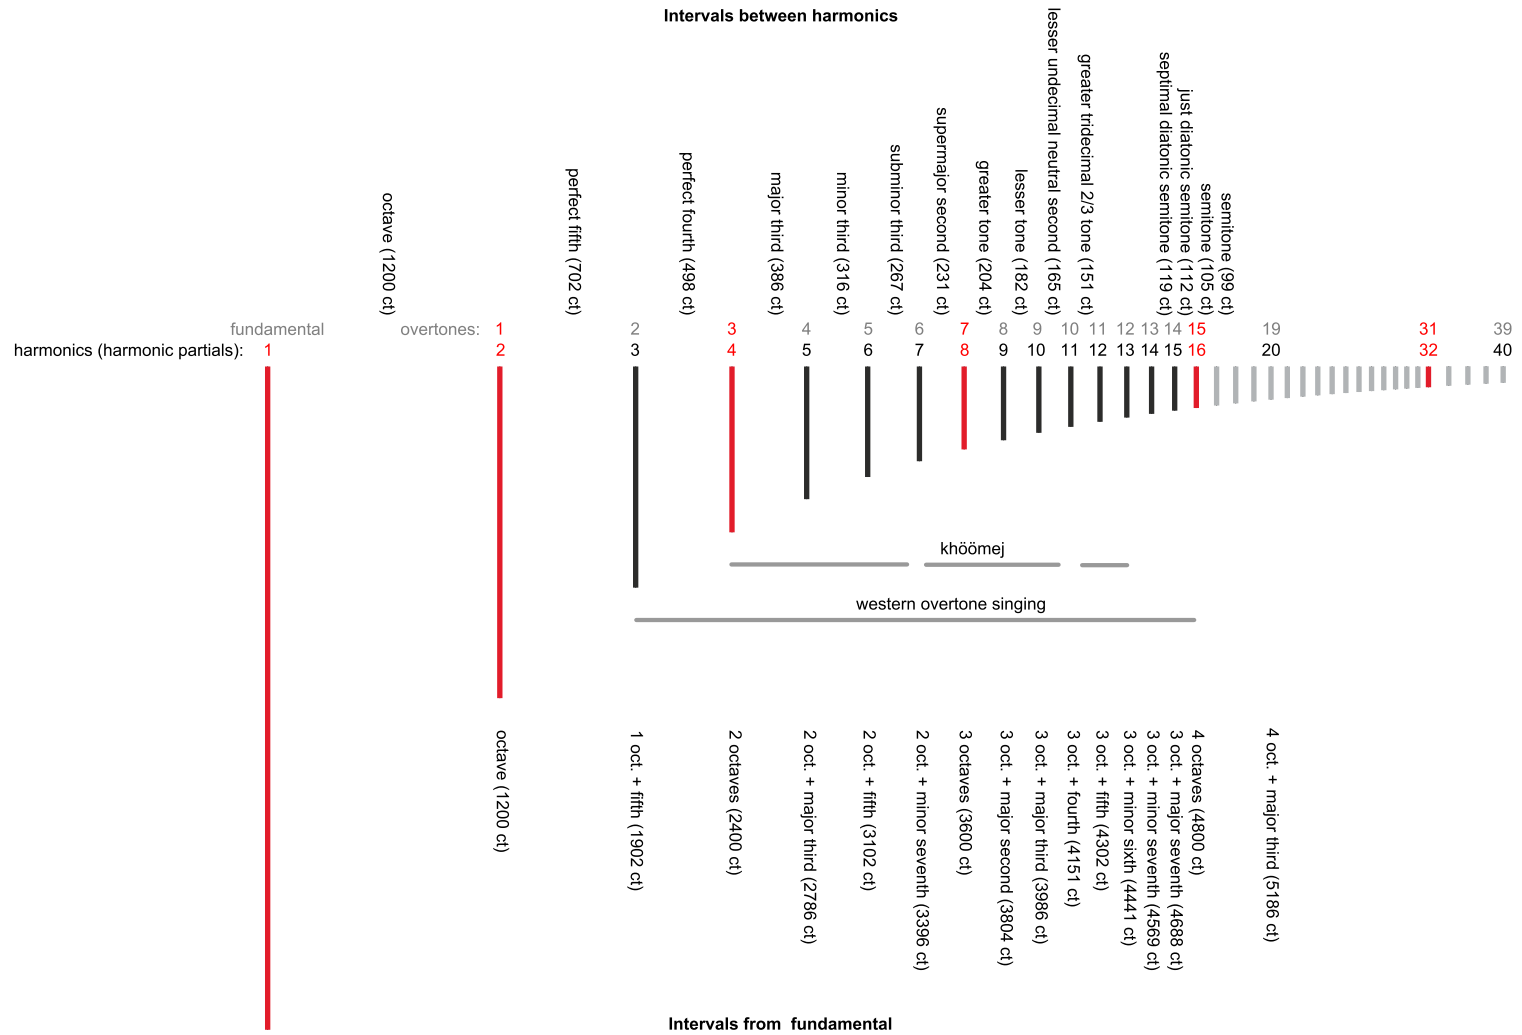 Intervals between harmonics
octave (1200 ct)
perfect fifth (702 ct)
perfect fourth (498 ct)
major third (386 ct)
minor third (316 ct)
subminor third (267 ct)
supermajor second (231 ct)
greater tone (204 ct)
lesser tone (182 ct)
lesser undecimal neutral second (165 ct)
greater tridecimal 2/3 tone (151 ct)
septimal diatonic semitone (119 ct)
just diatonic semitone (112 ct)
semitone (105 ct)
semitone (99 ct)
fundamental overtones: 1 2 3 4 5 6 7 8 9 10 11 12 13 14 15 19 31 39
harmonics (harmonic partials): 1 2 3 4 5 6 7 8 9 10 11 12 13 14 15 16 20 32 40
khöömej
western overtone singing
octave (1200 ct)
1 oct. + fifth (1902 ct)
2 octaves (2400 ct)
2 oct. + major third (2786 ct)
2 oct. + fifth (3102 ct)
2 oct. + minor seventh (3396 ct)
3 octaves (3600 ct)
3 oct. + major second (3804 ct)
3 oct. + major third (3986 ct)
3 oct. + fourth (4151 ct)
3 oct. + fifth (4302 ct)
3 oct. + minor sixth (4441 ct)
3 oct. + minor seventh (4569 ct)
3 oct. + major seventh (4688 ct)
4 octaves (4800 ct)
4 oct. + major third (5186 ct)
Intervals from fundamental